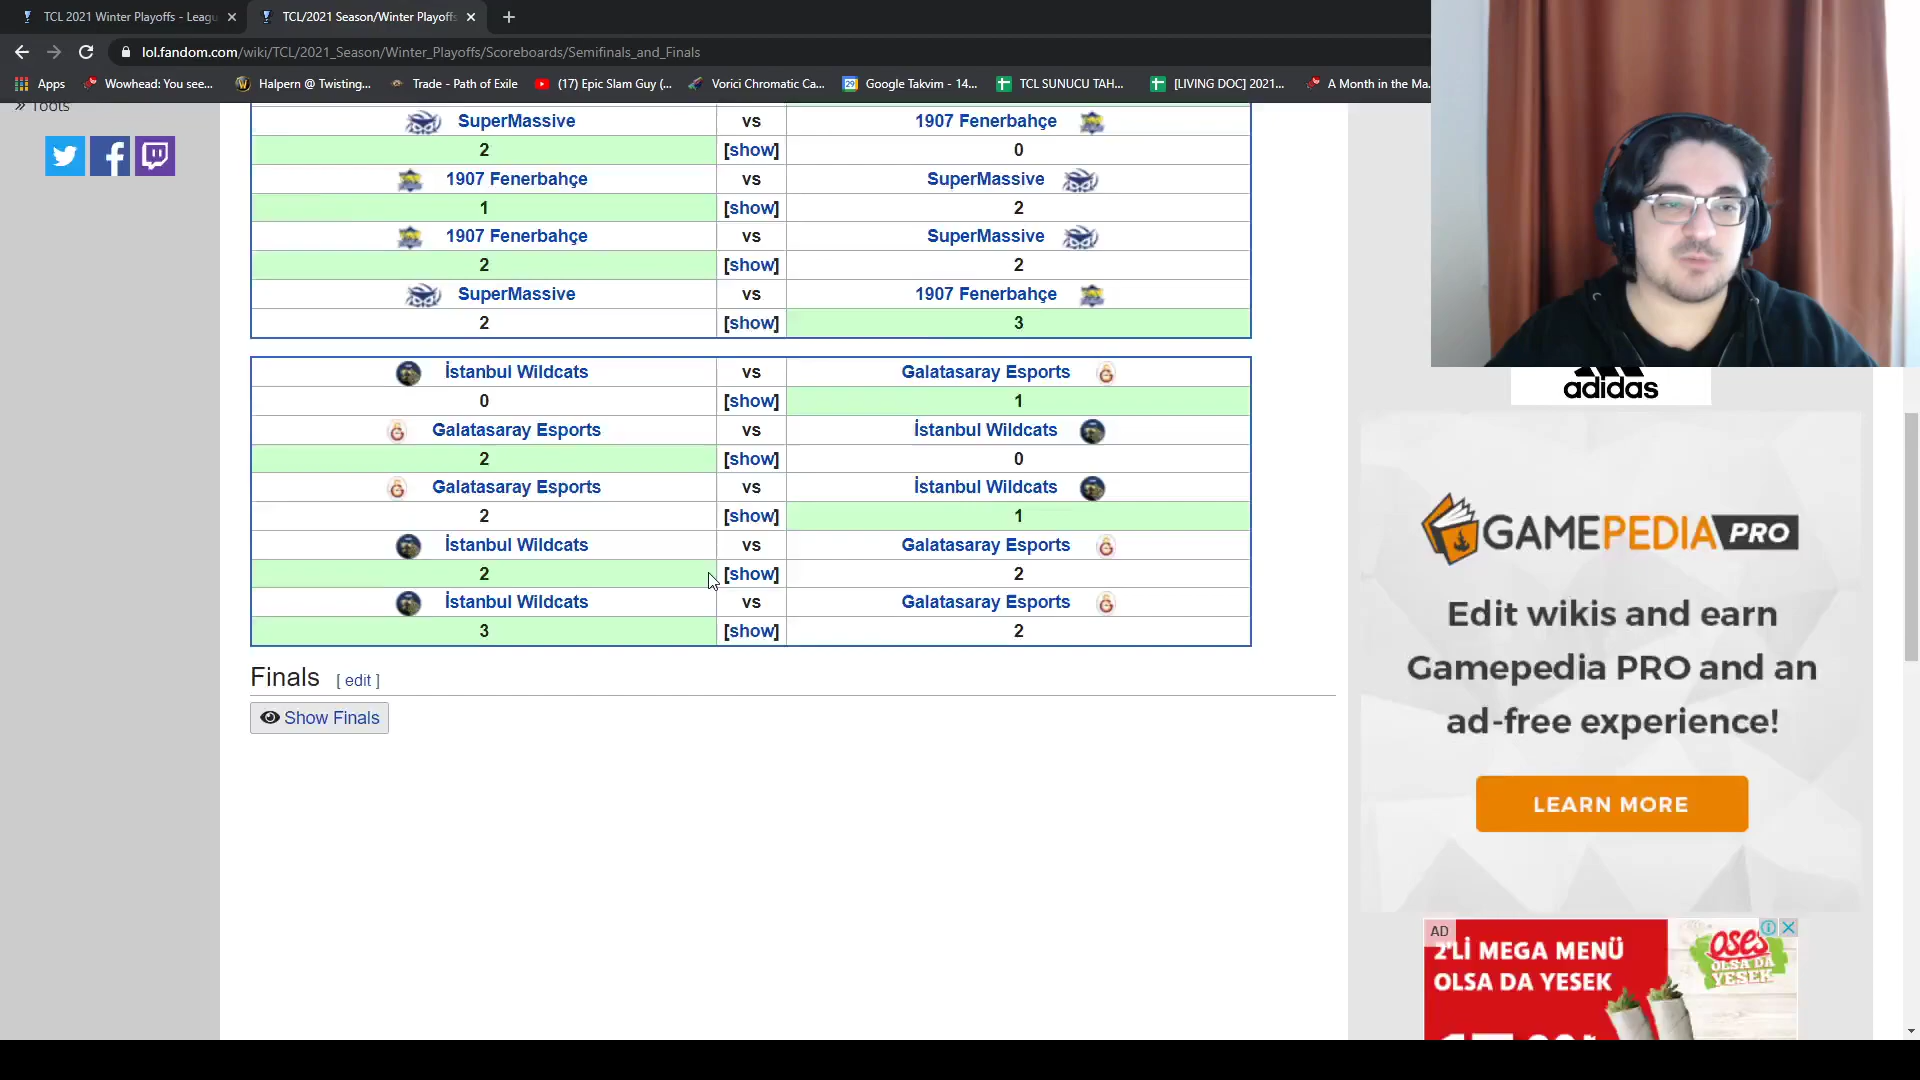 TCL 2021 Winter Playoffs - Leagu
TCL/2021 Season/Winter Playoffs
lol.fandom.com/wiki/TCL/2021_Season/Winter_Playoffs/Scoreboards/Semifinals_and_Finals
Apps Wowhead: You see... Halpern @ Twisting... Trade - Path of Exile (17) Epic Slam Guy (... Vorici Chromatic Ca... Google Takvim - 14... TCL SUNUCU TAH... [LIVING DOC] 2021... A Month in the Ma...
» Tools
SuperMassive vs 1907 Fenerbahçe
2 [show] 0
1907 Fenerbahçe vs SuperMassive
1 [show] 2
1907 Fenerbahçe vs SuperMassive
2 [show] 2
SuperMassive vs 1907 Fenerbahçe
2 [show] 3
İstanbul Wildcats vs Galatasaray Esports
0 [show] 1
Galatasaray Esports vs İstanbul Wildcats
2 [show] 0
Galatasaray Esports vs İstanbul Wildcats
2 [show] 1
İstanbul Wildcats vs Galatasaray Esports
2 [show] 2
İstanbul Wildcats vs Galatasaray Esports
3 [show] 2
Finals [ edit ]
Show Finals
adidas
GAMEPEDIA PRO
Edit wikis and earn
Gamepedia PRO and an
ad-free experience!
LEARN MORE
AD
2'Lİ MEGA MENÜ
OLSA DA YESEK
oses
OLSA DA
YESEK